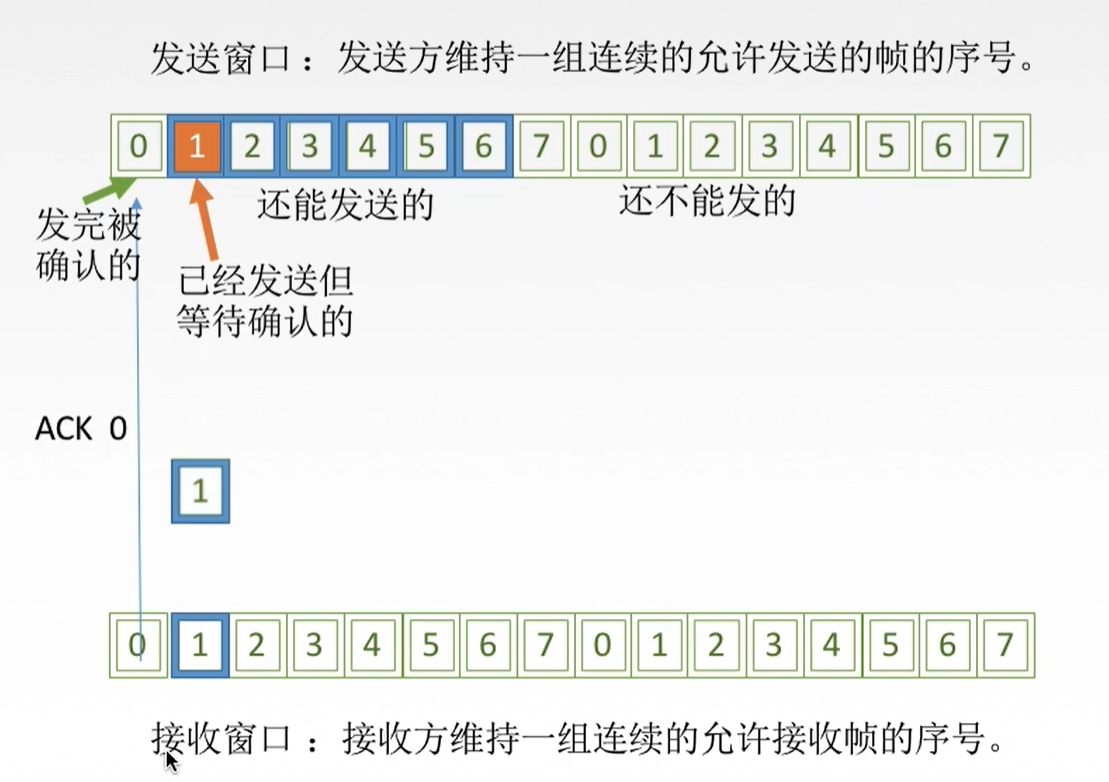 发送窗口：发送方维持一组连续的允许发送的帧的序号。
0 1 2 3 4 5 6 7 0 1 2 3 4 5 6 7
还能发送的
还不能发的
发完被
确认的
已经发送但
等待确认的
ACK 0
1
0 1 2 3 4 5 6 7 0 1 2 3 4 5 6 7
接收窗口：接收方维持一组连续的允许接收帧的序号。